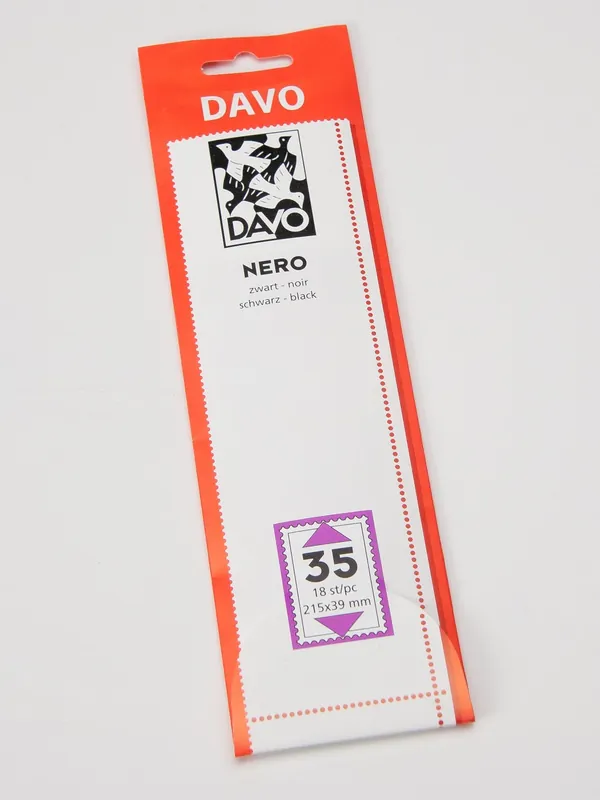 DAVO
DAVO
NERO
zwart - noir
schwarz - black
35
18 st/pc
215x39 mm